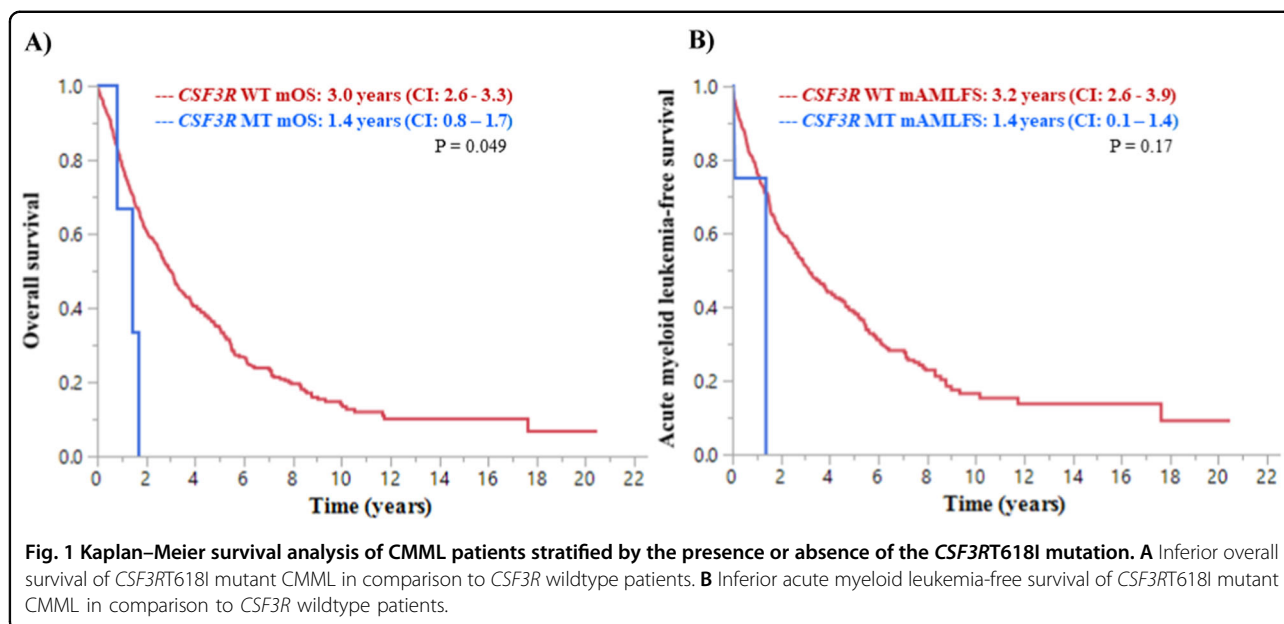 A)
--- CSF3R WT mOS: 3.0 years (CI: 2.6 - 3.3)
--- CSF3R MT mOS: 1.4 years (CI: 0.8 – 1.7)
P = 0.049
Overall survival
1.0
0.8
0.6
0.4
0.2
0.0
0 2 4 6 8 10 12 14 16 18 20 22
Time (years)
B)
--- CSF3R WT mAMLFS: 3.2 years (CI: 2.6 - 3.9)
--- CSF3R MT mAMLFS: 1.4 years (CI: 0.1 – 1.4)
P = 0.17
Acute myeloid leukemia-free survival
1.0
0.8
0.6
0.4
0.2
0.0
0 2 4 6 8 10 12 14 16 18 20 22
Time (years)
Fig. 1 Kaplan–Meier survival analysis of CMML patients stratified by the presence or absence of the CSF3RT618I mutation. A Inferior overall
survival of CSF3RT618I mutant CMML in comparison to CSF3R wildtype patients. B Inferior acute myeloid leukemia-free survival of CSF3RT618I mutant
CMML in comparison to CSF3R wildtype patients.